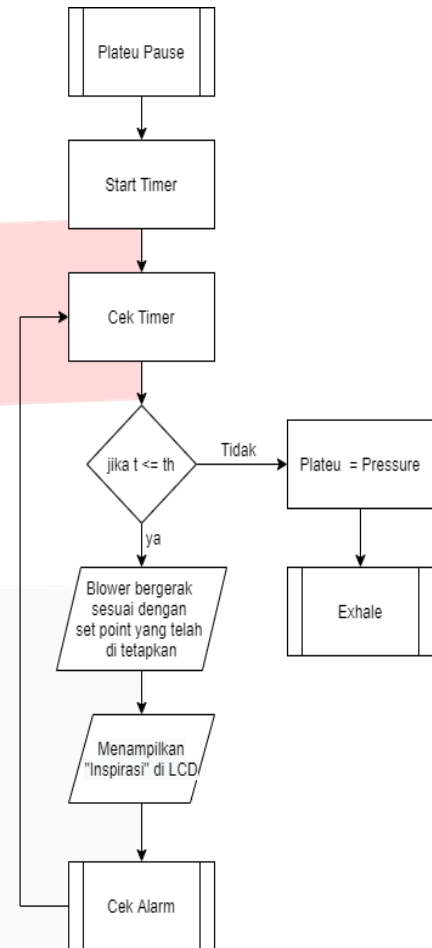 Plateu Pause
Start Timer
Cek Timer
jika t <= th
Tidak
Plateu = Pressure
ya
Exhale
Blower bergerak
sesuai dengan
set point yang telah
di tetapkan
Menampilkan
"Inspirasi" di LCD
Cek Alarm